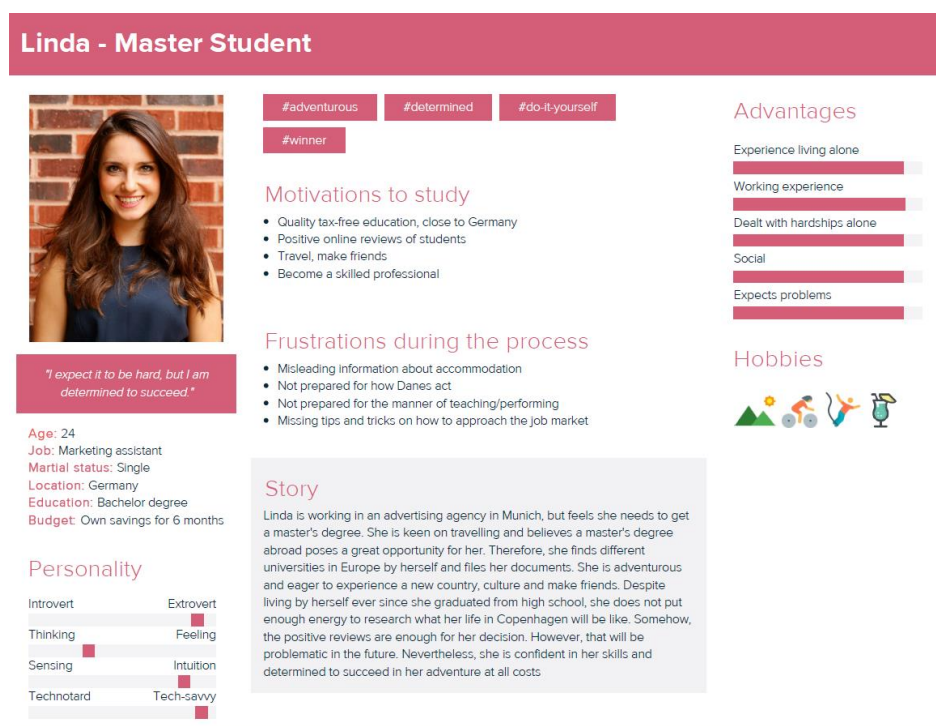 Linda - Master Student
"I expect it to be hard, but I am
determined to succeed."
Age: 24
Job: Marketing assistant
Martial status: Single
Location: Germany
Education: Bachelor degree
Budget: Own savings for 6 months
Personality
Introvert Extrovert
Thinking Feeling
Sensing Intuition
Technotard Tech-savvy
#adventurous #determined #do-it-yourself
#winner
Motivations to study
• Quality tax-free education, close to Germany
• Positive online reviews of students
• Travel, make friends
• Become a skilled professional
Frustrations during the process
• Misleading information about accommodation
• Not prepared for how Danes act
• Not prepared for the manner of teaching/performing
• Missing tips and tricks on how to approach the job market
Story
Linda is working in an advertising agency in Munich, but feels she needs to get
a master's degree. She is keen on travelling and believes a master's degree
abroad poses a great opportunity for her. Therefore, she finds different
universities in Europe by herself and files her documents. She is adventurous
and eager to experience a new country, culture and make friends. Despite
living by herself ever since she graduated from high school, she does not put
enough energy to research what her life in Copenhagen will be like. Somehow,
the positive reviews are enough for her decision. However, that will be
problematic in the future. Nevertheless, she is confident in her skills and
determined to succeed in her adventure at all costs
Advantages
Experience living alone
Working experience
Dealt with hardships alone
Social
Expects problems
Hobbies